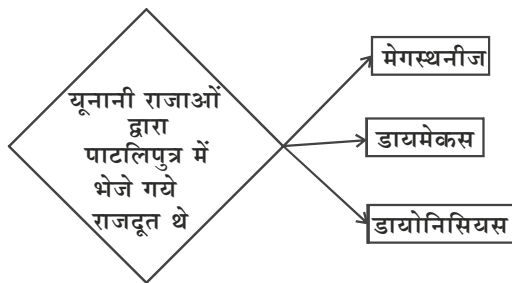 यूनानी राजाओं
द्वारा
पाटलिपुत्र में
भेजे गये
राजदूत थे
मेगस्थनीज
डायमेकस
डायोनिसियस